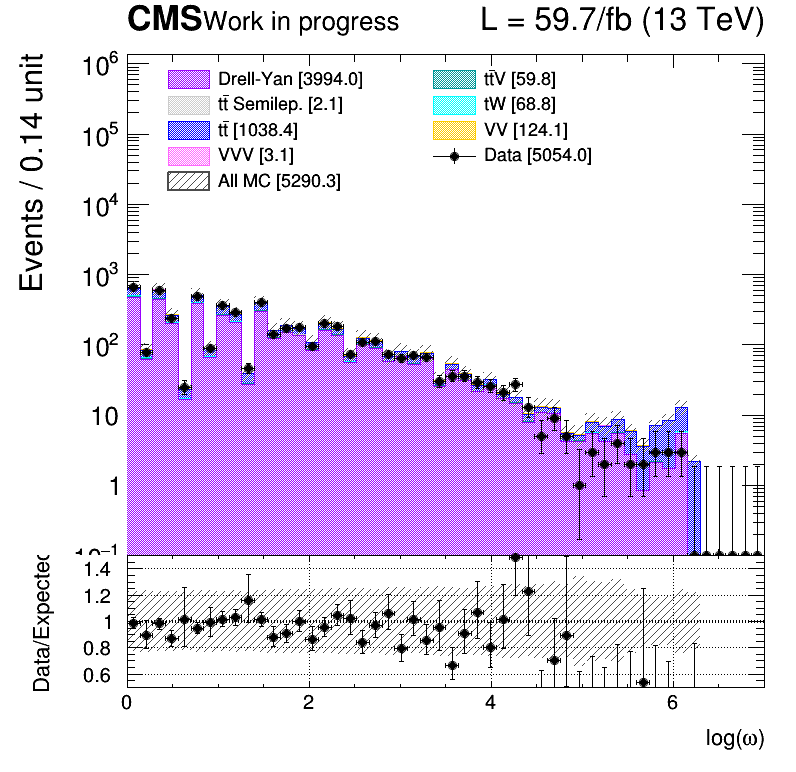 CMS Work in progress L = 59.7/fb (13 TeV)
Events / 0.14 unit
10⁶
10⁵
10⁴
10³
10²
10
1
10⁻¹
Drell-Yan [3994.0]
tt̄ Semilep. [2.1]
tt̄ [1038.4]
VVV [3.1]
All MC [5290.3]
tt̄V [59.8]
tW [68.8]
VV [124.1]
Data [5054.0]
Data/Expected
1.4
1.2
1
0.8
0.6
0 2 4 6
log(ω)